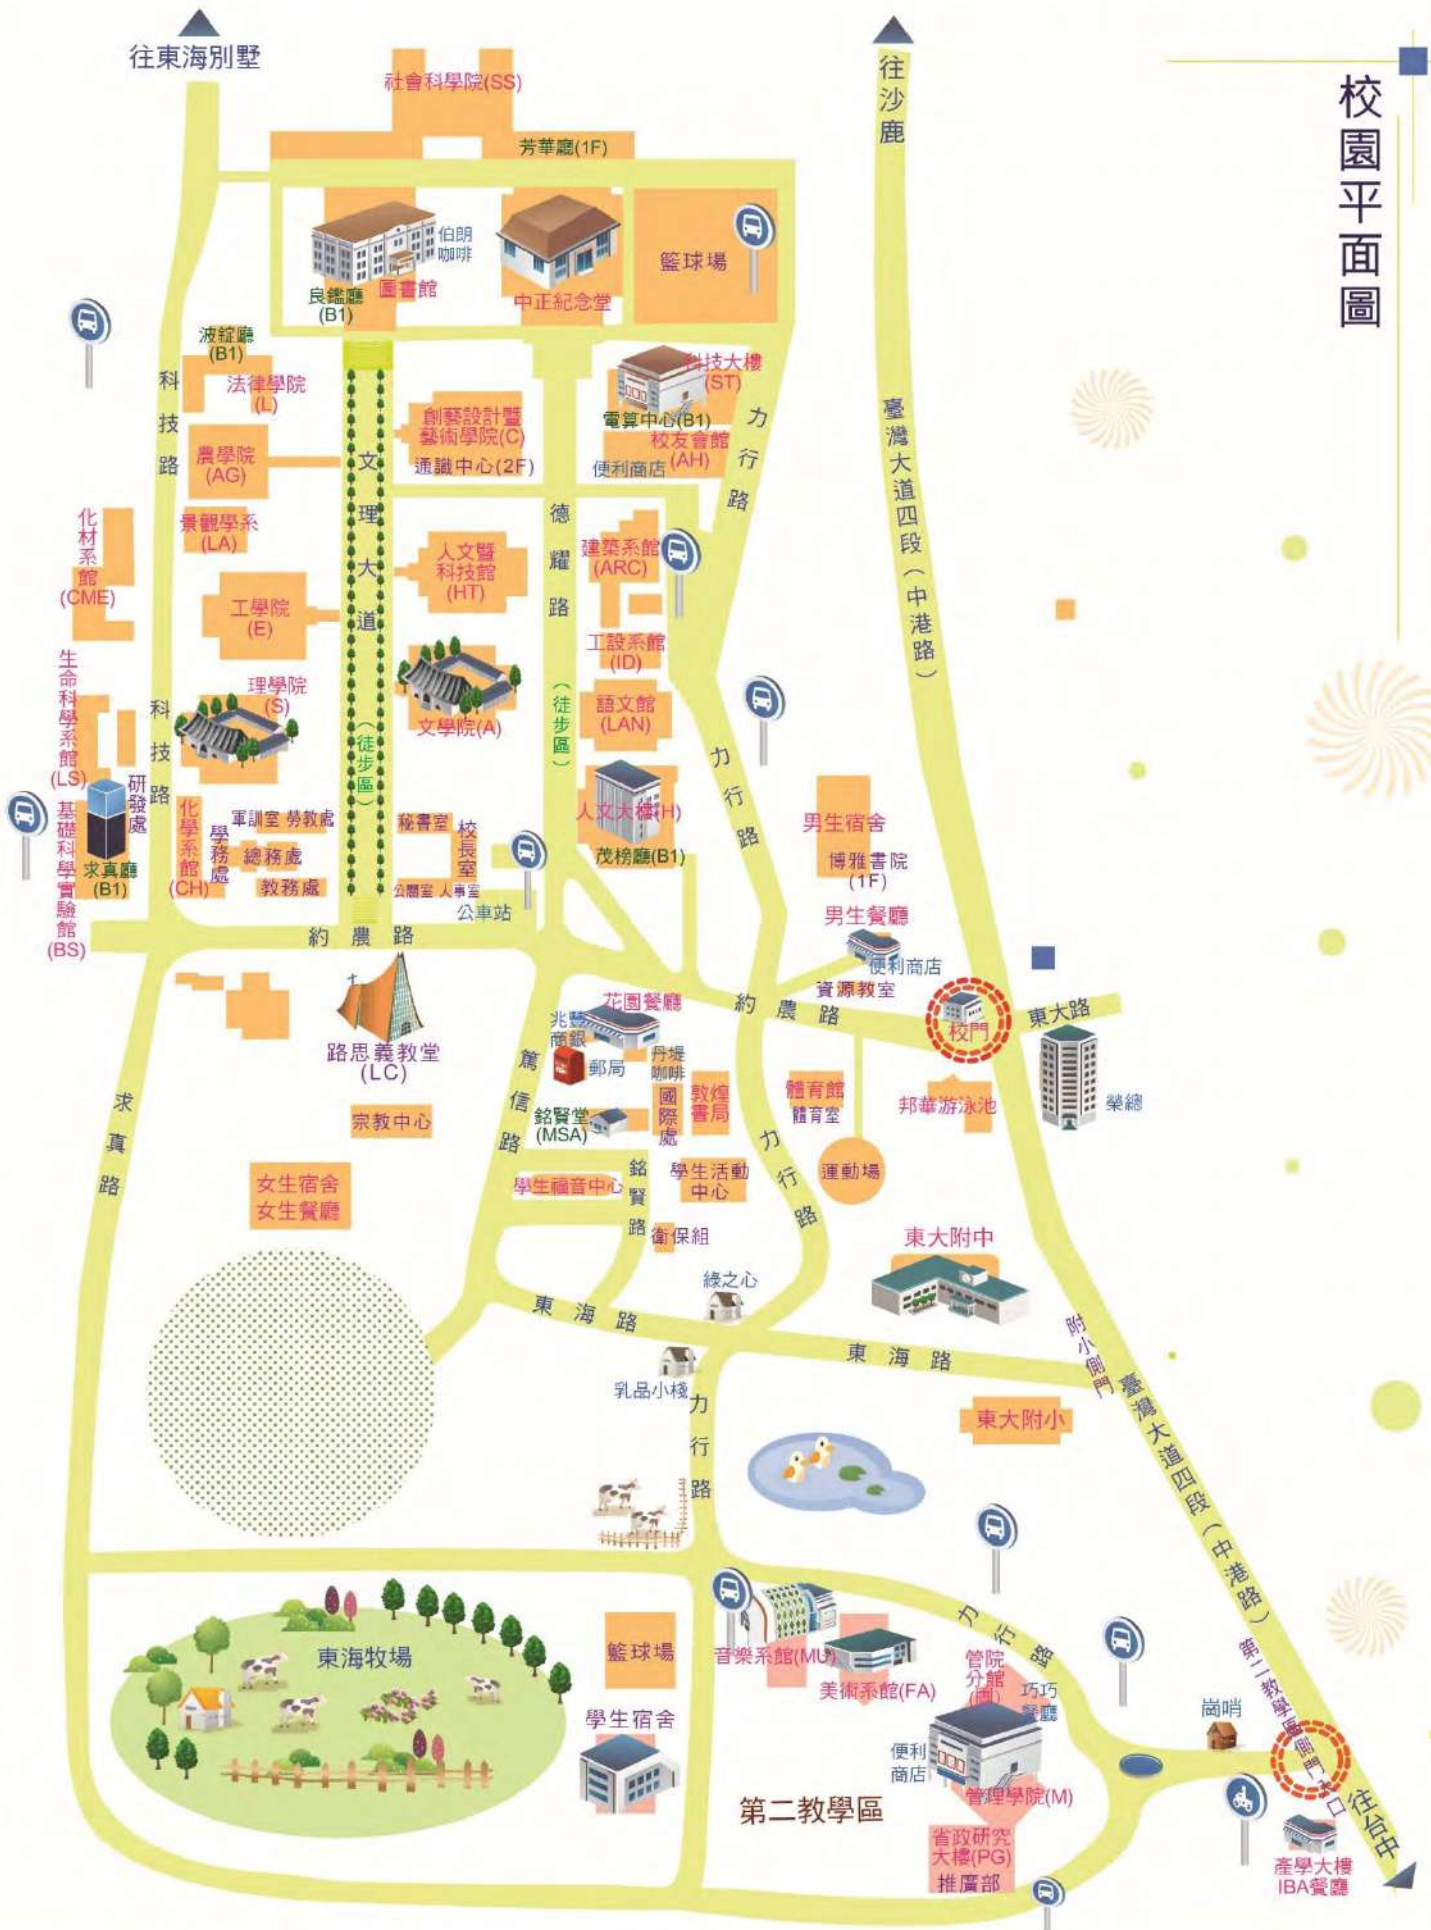 校園平面圖
往東海別墅
往沙鹿
社會科學院(SS)
芳華廳(1F)
伯朗
咖啡
圖書館
良鑑廳
(B1)
中正紀念堂
籃球場
波錠廳
(B1)
法律學院
(L)
科技路
農學院
(AG)
創藝設計暨
藝術學院(C)
通識中心(2F)
科技大樓
(ST)
電算中心(B1)
校友會館
(AH)
便利商店
力行路
臺灣大道四段(中港路)
文理大道
(徒步區)
德耀路
(徒步區)
化材系館
(CME)
景觀學系
(LA)
工學院
(E)
人文暨
科技館
(HT)
建築系館
(ARC)
工設系館
(ID)
語文館
(LAN)
生命科學系館
(LS)
科技路
理學院
(S)
文學院(A)
人文大樓(H)
茂榜廳(B1)
力行路
男生宿舍
博雅書院
(1F)
男生餐廳
便利商店
資源教室
研發處
求真廳
(B1)
基礎科學實驗館
(BS)
化學系館
(CH)
學務處
軍訓室 勞教處
總務處
教務處
秘書室
校長室
公關室 人事室
公車站
約農路
約農路
校門
東大路
榮總
路思義教堂
(LC)
宗教中心
花園餐廳
兆豐
商銀
郵局
丹堤
咖啡
國際處
敦煌
書局
銘賢堂
(MSA)
篤信路
體育館
體育室
邦華游泳池
運動場
求真路
女生宿舍
女生餐廳
學生福音中心
銘賢路
學生活動
中心
衛保組
力行路
東大附中
綠之心
東海路
東海路
附小側門
臺灣大道四段(中港路)
乳品小棧
力行路
東大附小
東海牧場
籃球場
學生宿舍
音樂系館(MU)
美術系館(FA)
力行路
管院
分館
巧巧
餐廳
便利
商店
管理學院(M)
第二教學區
省政研究
大樓(PG)
推廣部
崗哨
第二教學區側門入口
往台中
產學大樓
IBA餐廳